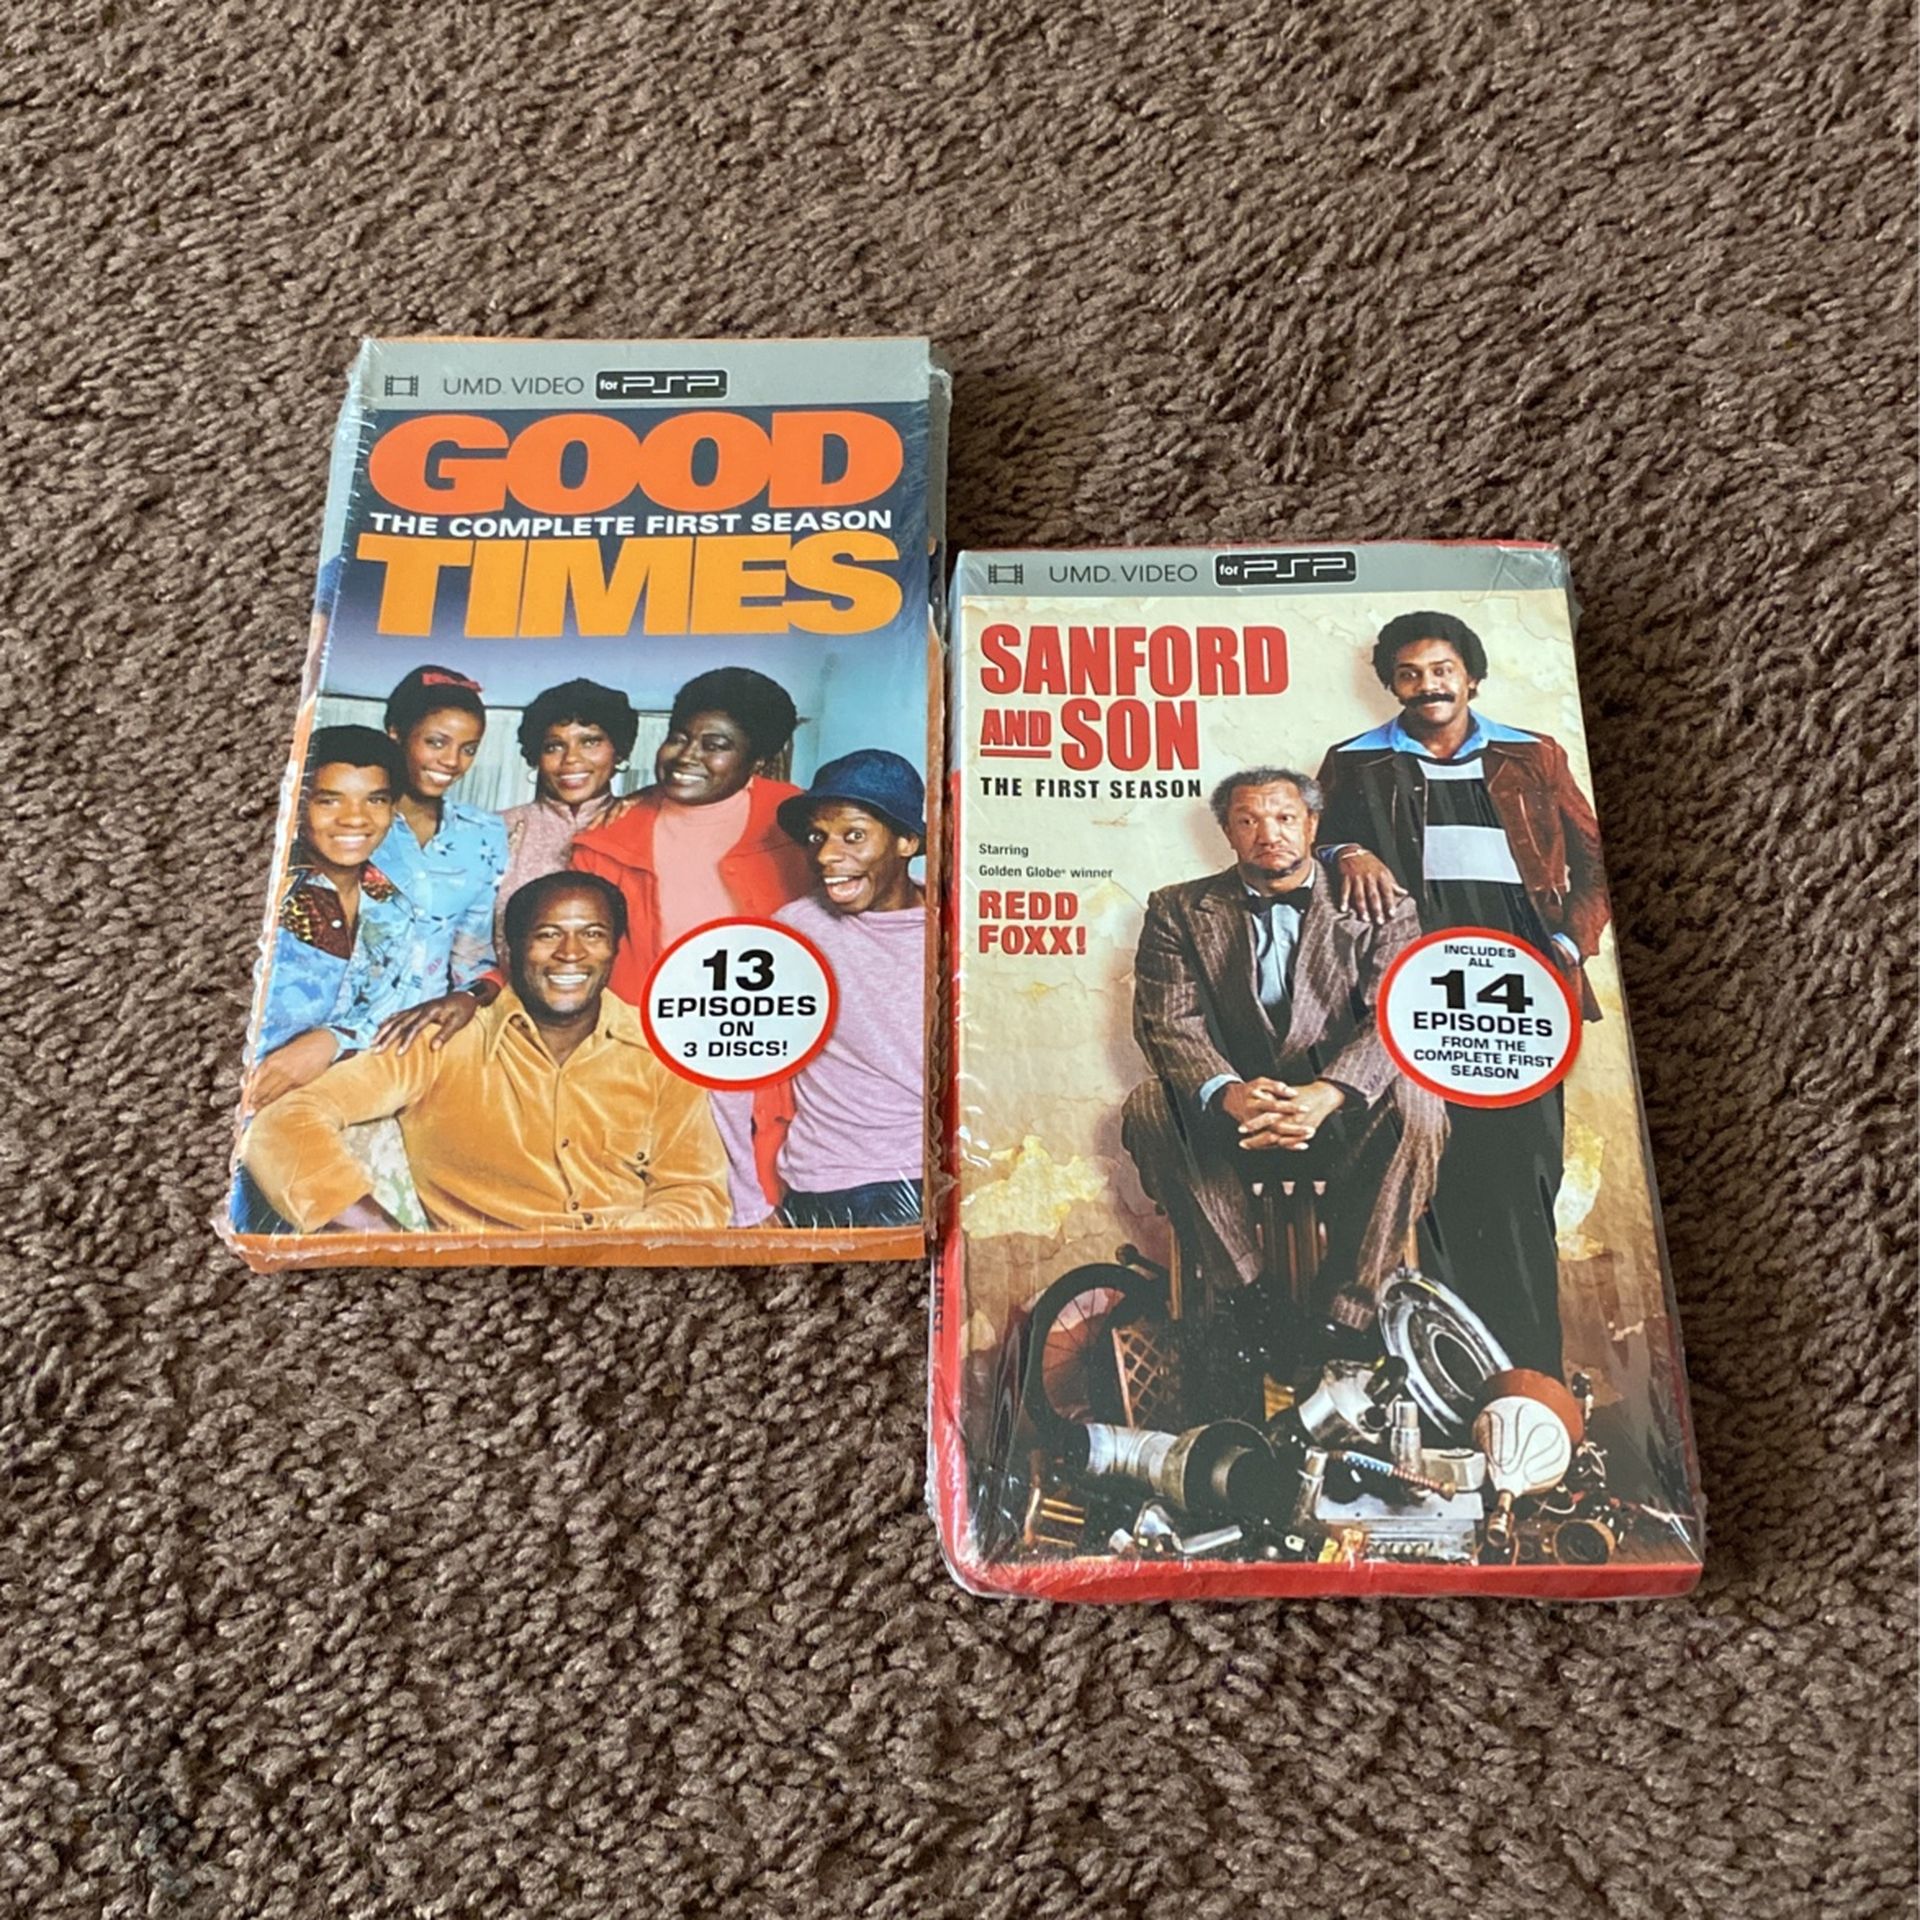 UMD VIDEO for PSP
GOOD
THE COMPLETE FIRST SEASON
TIMES
13
EPISODES
ON
3 DISCS!
UMD VIDEO for PSP
SANFORD
AND SON
THE FIRST SEASON
Starring
Golden Globe® winner
REDD
FOXX!
INCLUDES
ALL
14
EPISODES
FROM THE
COMPLETE FIRST
SEASON